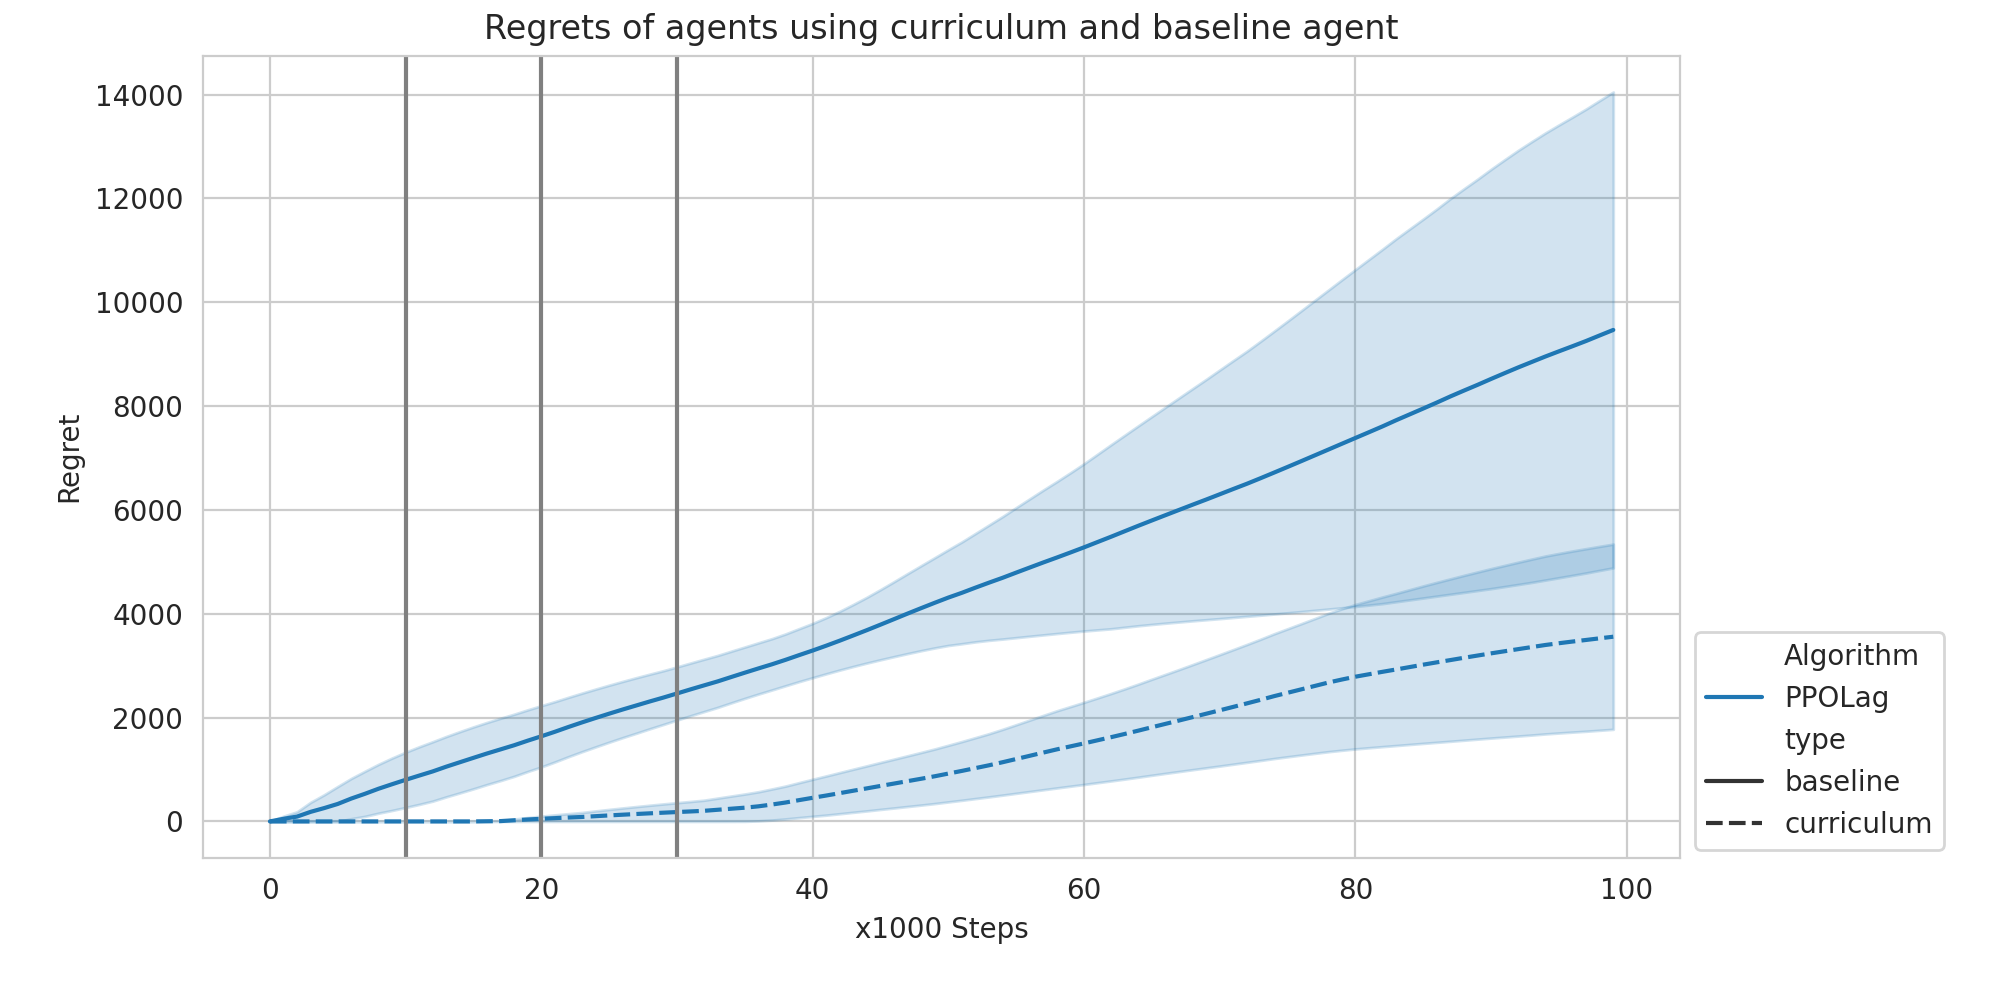 Regrets of agents using curriculum and baseline agent
14000
12000
10000
8000
6000
4000
2000
0
Regret
0 20 40 60 80 100
x1000 Steps
Algorithm
PPOLag
type
baseline
curriculum